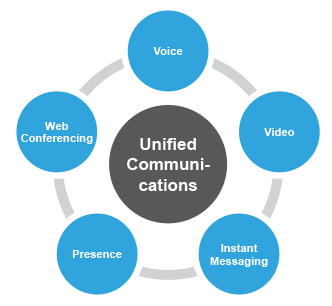 Voice
Web
Conferencing
Video
Unified
Communi-
cations
Presence
Instant
Messaging